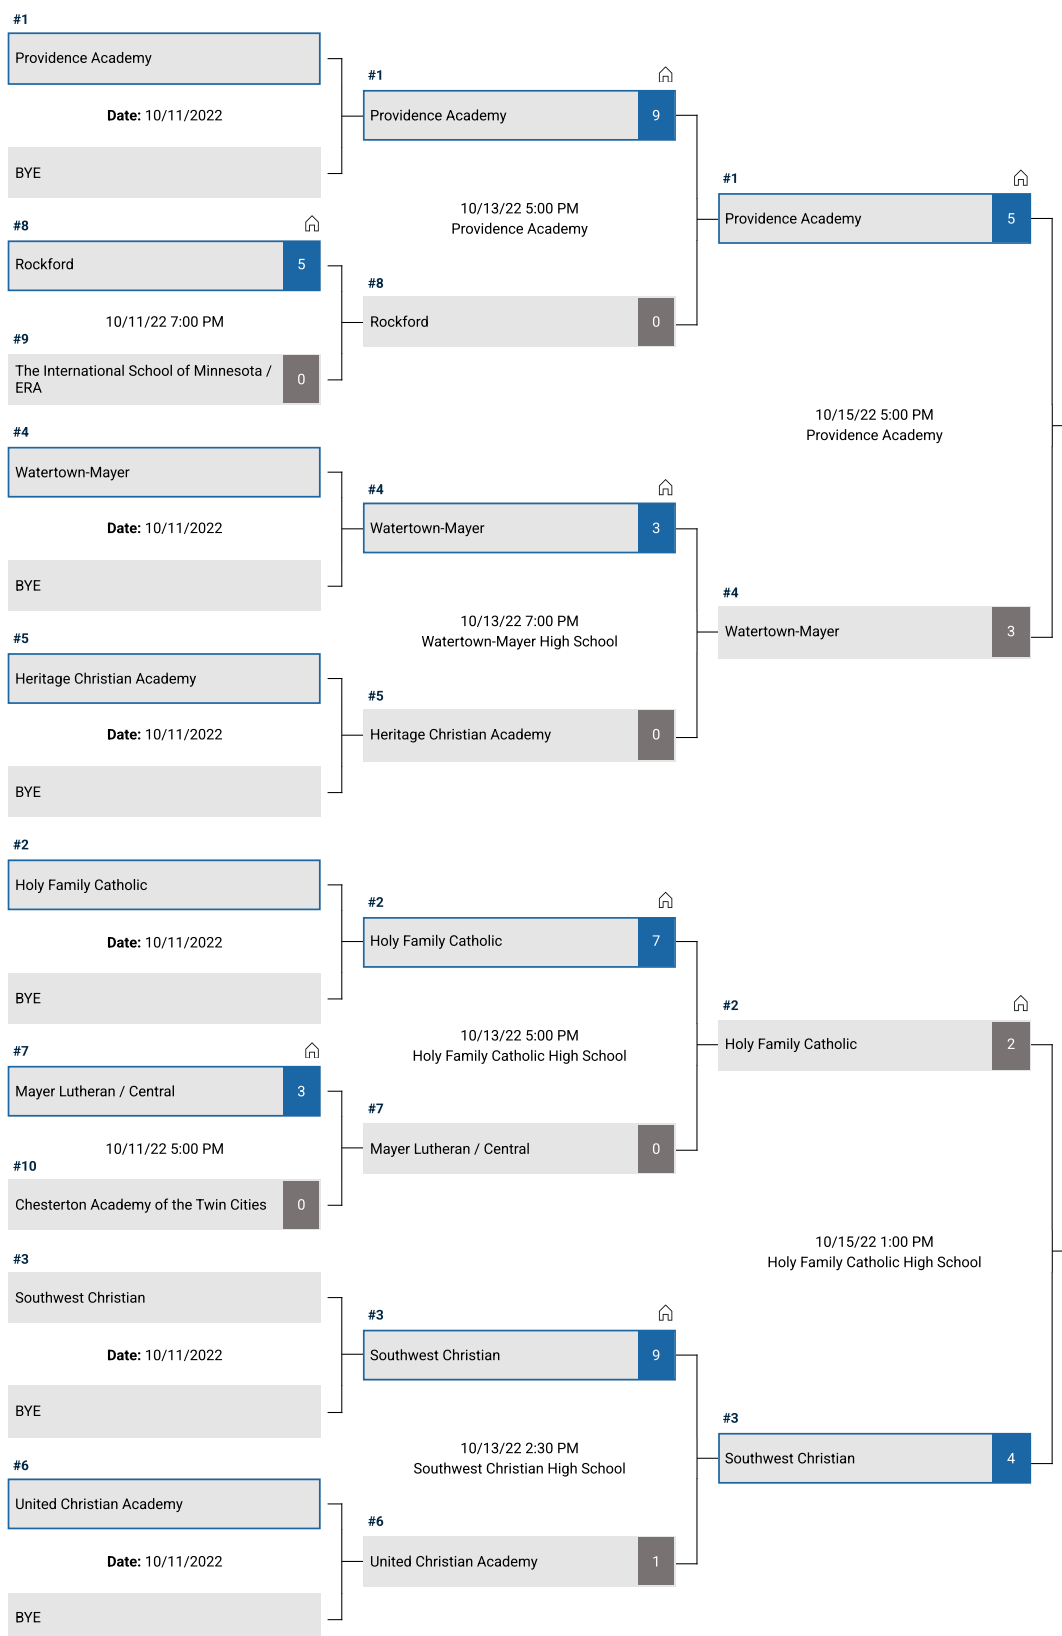 #1
Providence Academy
Date: 10/11/2022
BYE
#8
Rockford
5
10/11/22 7:00 PM
#9
The International School of Minnesota /
ERA
0
#4
Watertown-Mayer
Date: 10/11/2022
BYE
#5
Heritage Christian Academy
Date: 10/11/2022
BYE
#2
Holy Family Catholic
Date: 10/11/2022
BYE
#7
Mayer Lutheran / Central
3
10/11/22 5:00 PM
#10
Chesterton Academy of the Twin Cities
0
#3
Southwest Christian
Date: 10/11/2022
BYE
#6
United Christian Academy
Date: 10/11/2022
BYE
#1
Providence Academy
9
10/13/22 5:00 PM
Providence Academy
#8
Rockford
0
#4
Watertown-Mayer
3
10/13/22 7:00 PM
Watertown-Mayer High School
#5
Heritage Christian Academy
0
#2
Holy Family Catholic
7
10/13/22 5:00 PM
Holy Family Catholic High School
#7
Mayer Lutheran / Central
0
#3
Southwest Christian
9
10/13/22 2:30 PM
Southwest Christian High School
#6
United Christian Academy
1
#1
Providence Academy
5
10/15/22 5:00 PM
Providence Academy
#4
Watertown-Mayer
3
#2
Holy Family Catholic
2
10/15/22 1:00 PM
Holy Family Catholic High School
#3
Southwest Christian
4